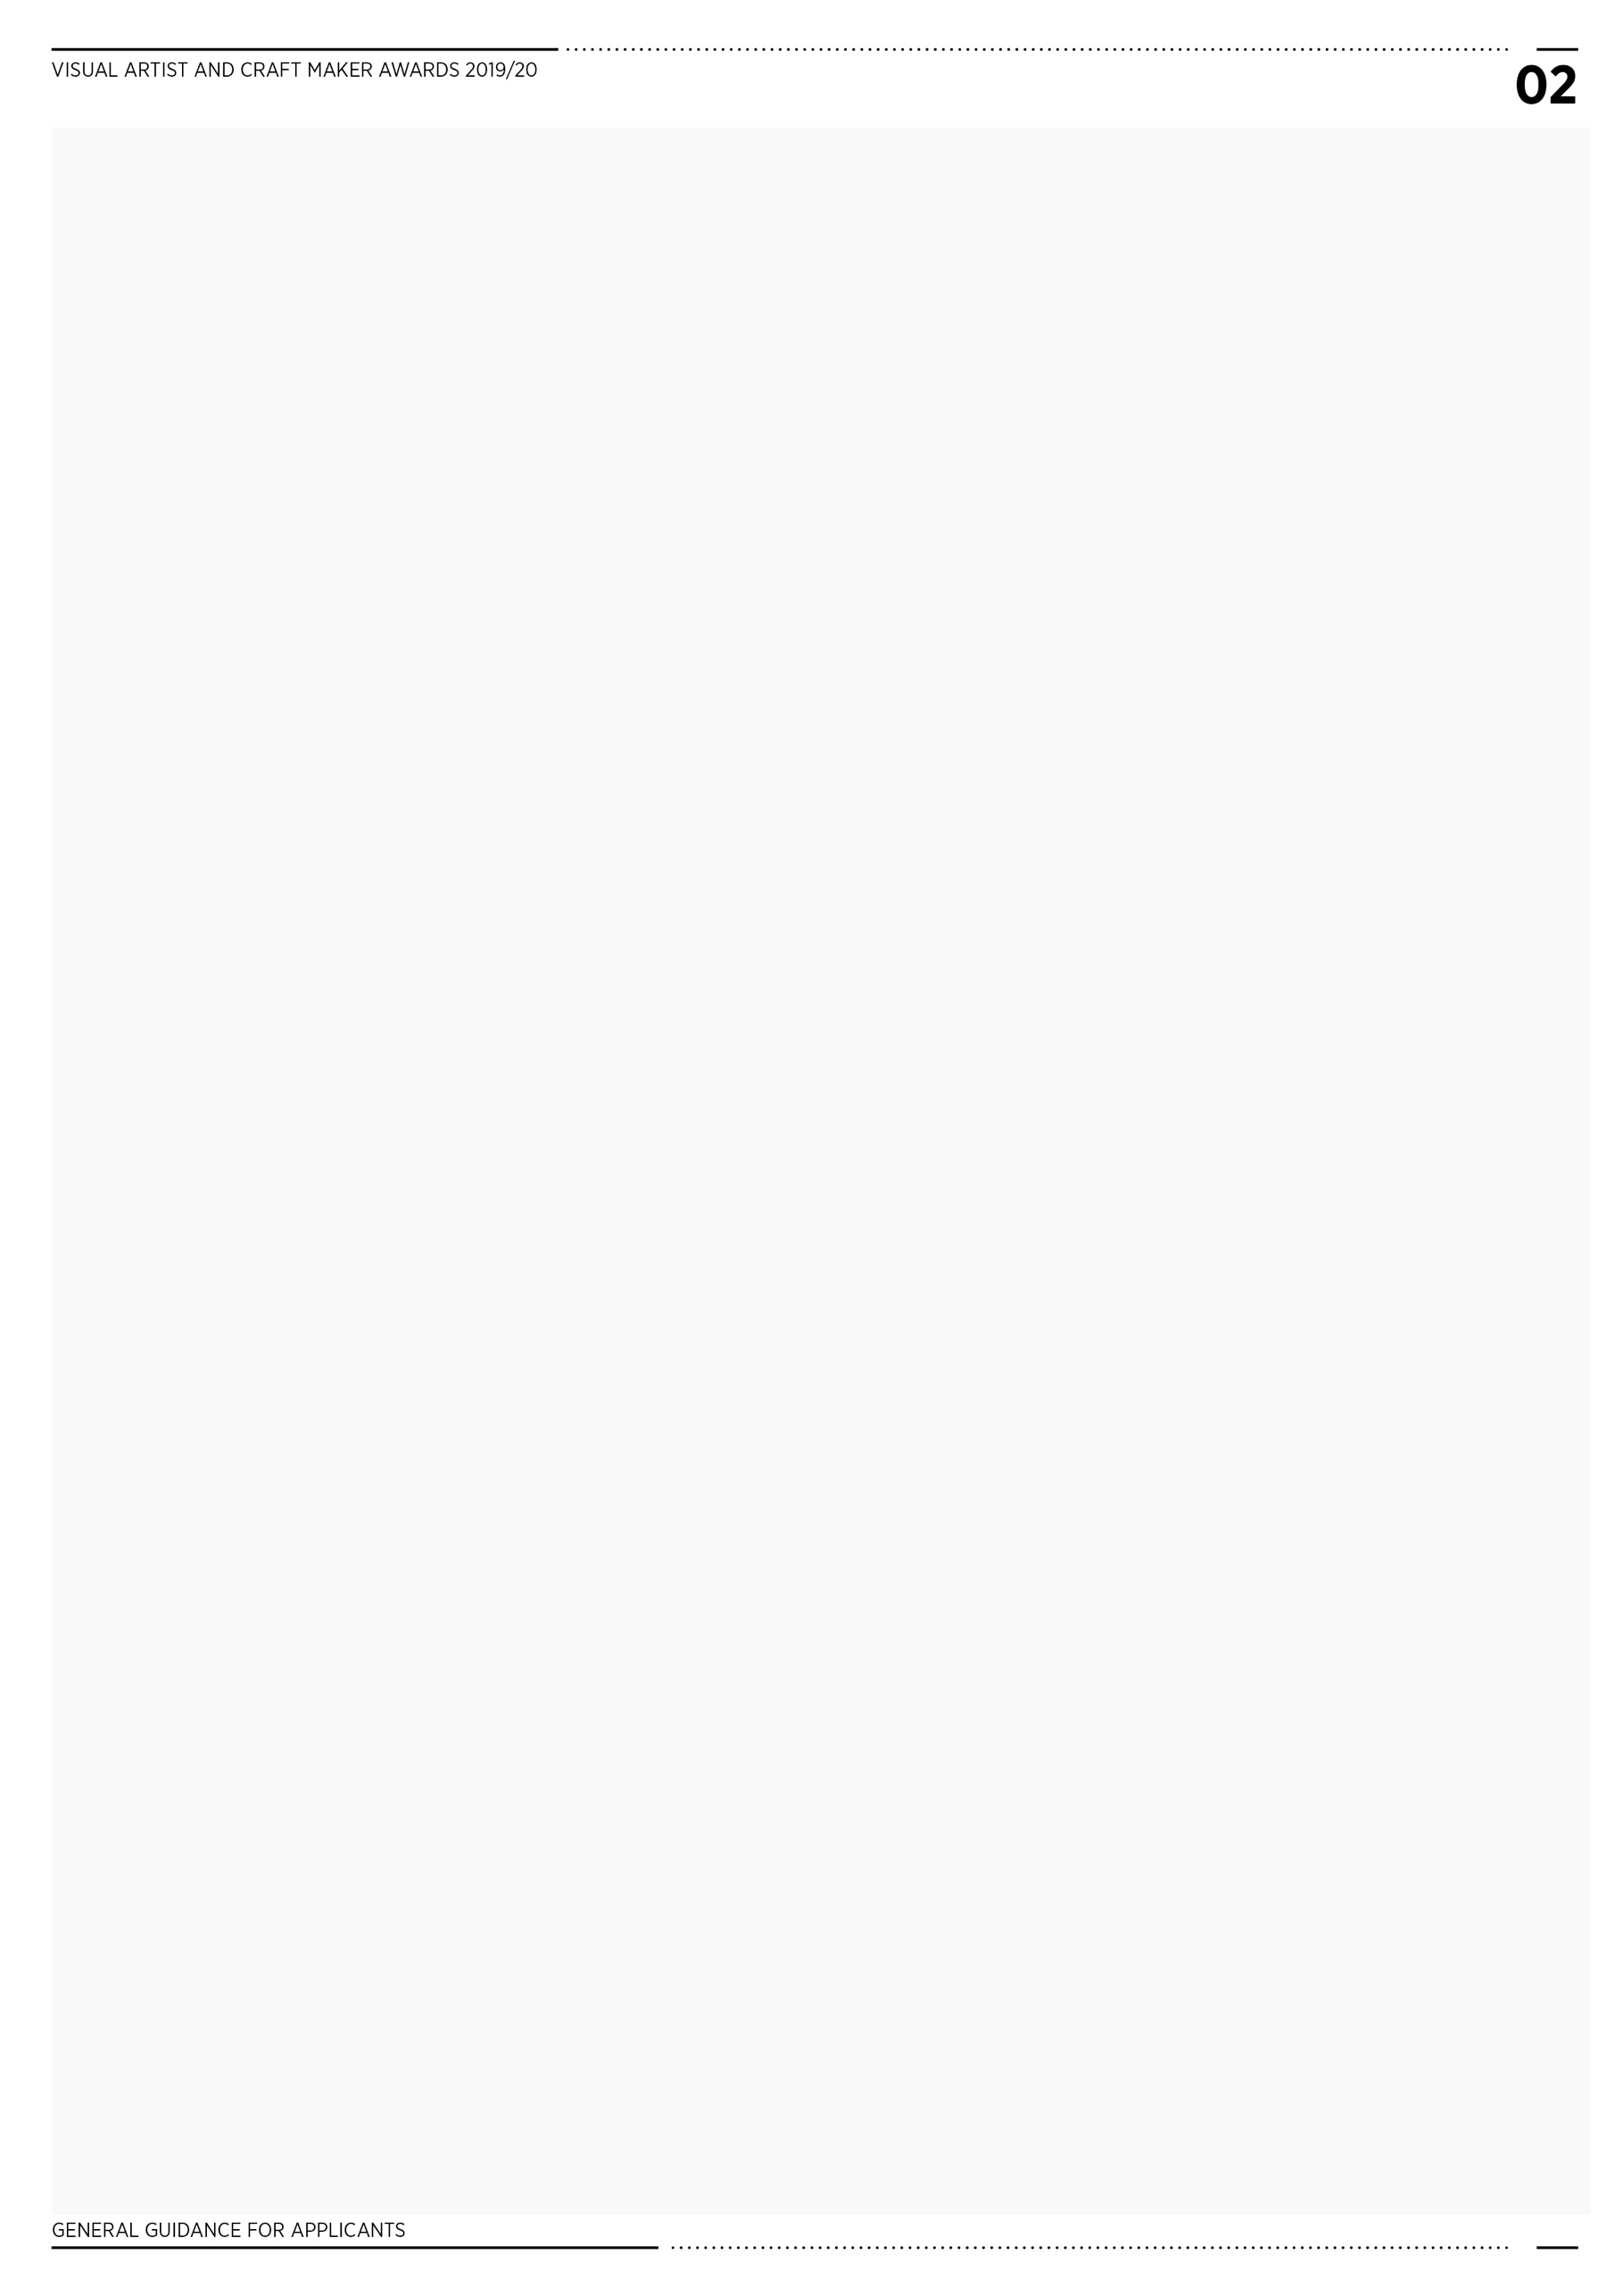 VISUAL ARTIST AND CRAFT MAKER AWARDS 2019/20
02
GENERAL GUIDANCE FOR APPLICANTS